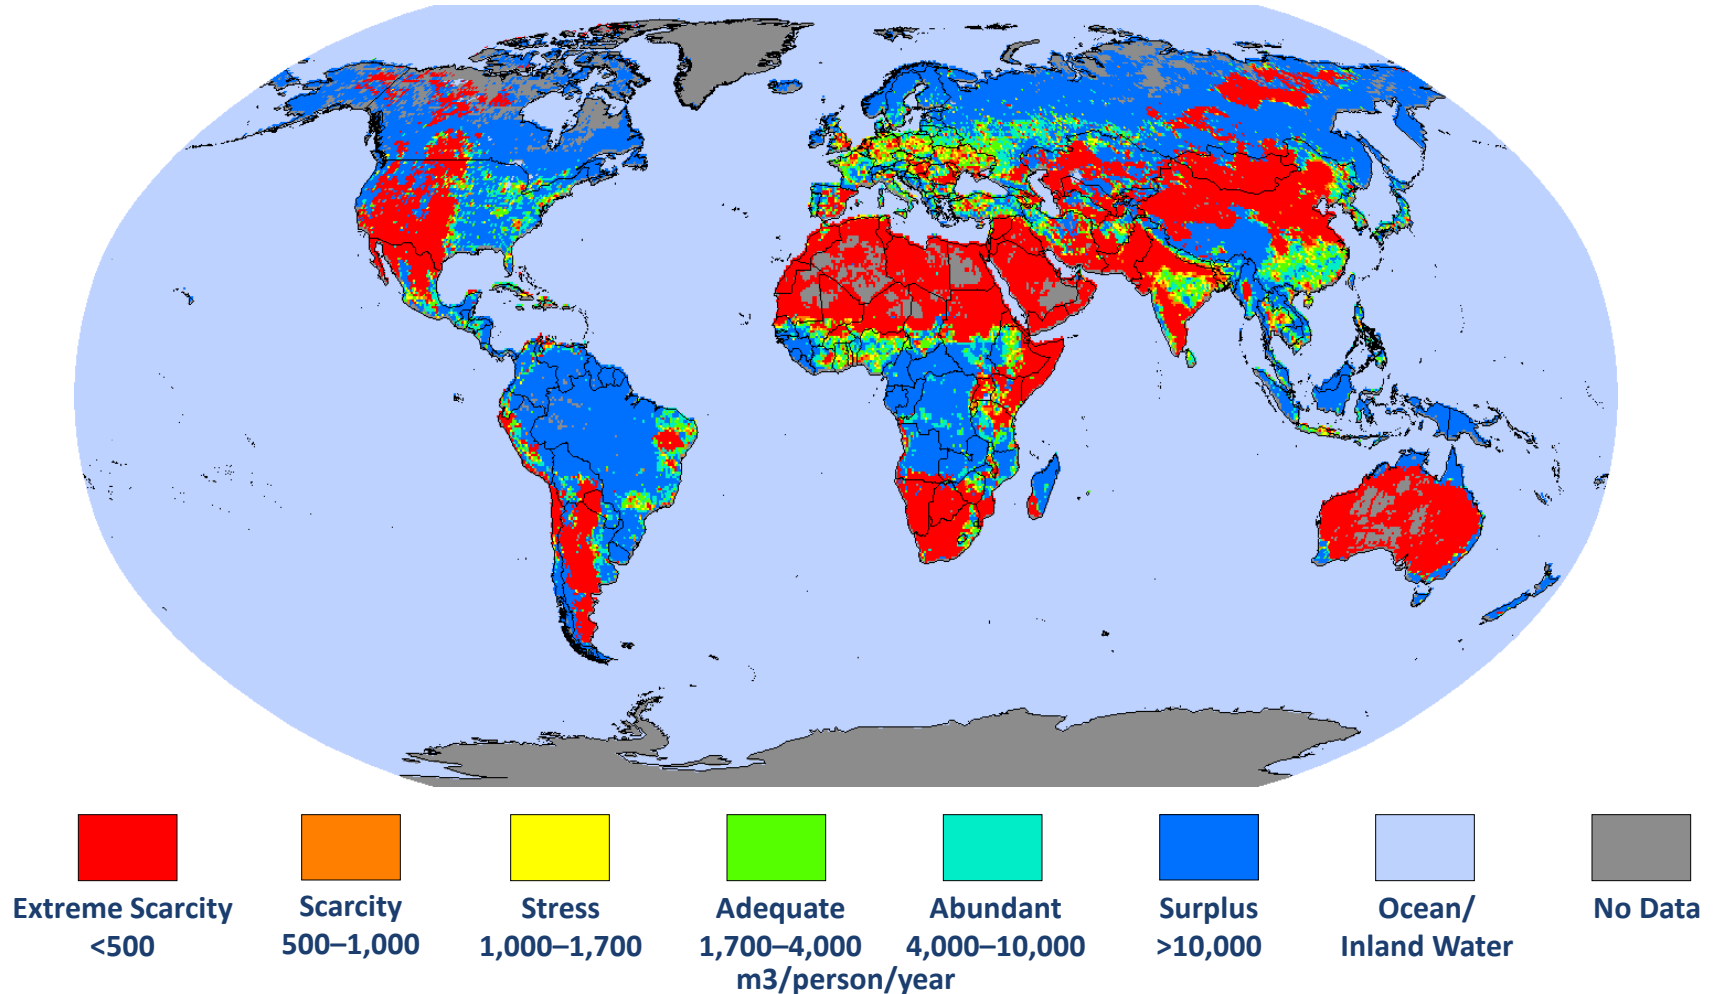 Extreme Scarcity
<500
Scarcity
500–1,000
Stress
1,000–1,700
Adequate
1,700–4,000
Abundant
4,000–10,000
Surplus
>10,000
Ocean/
Inland Water
No Data
m3/person/year